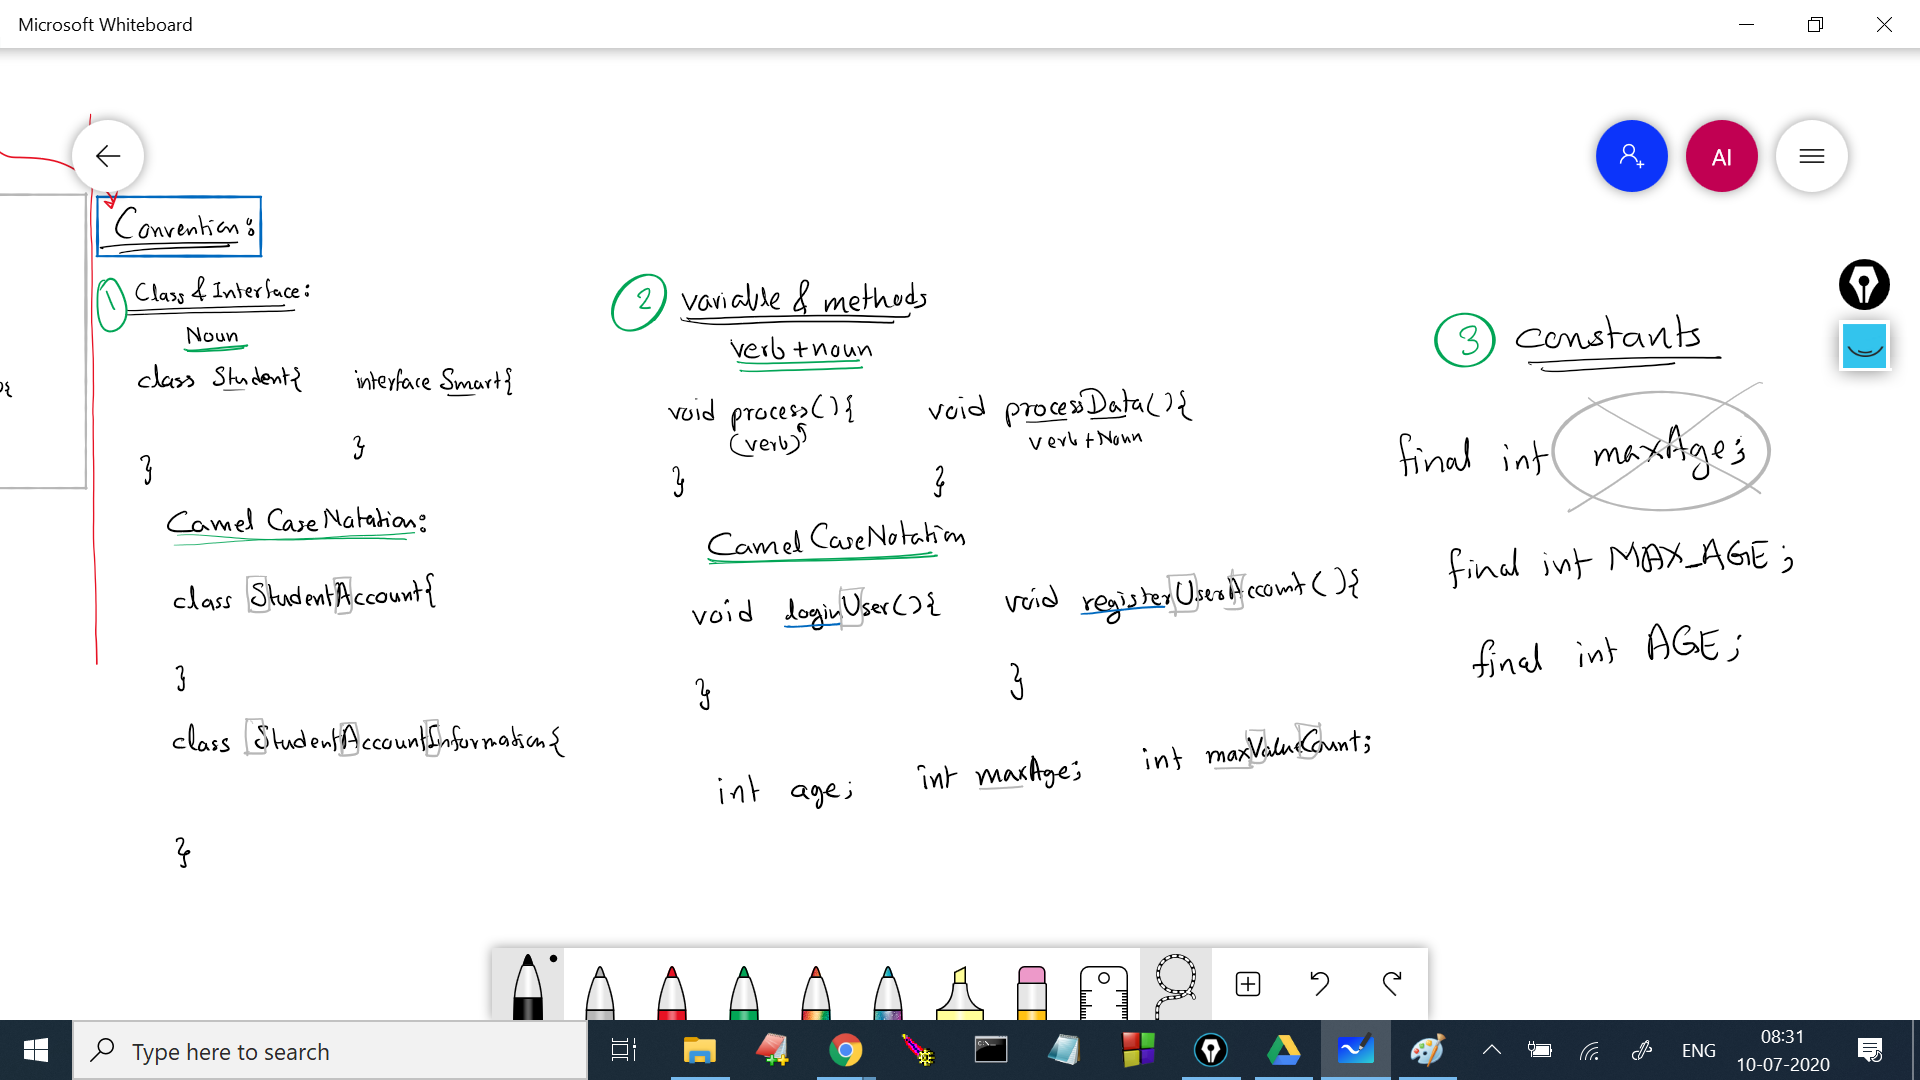 Microsoft Whiteboard
AI
Convention:
1 Class & Interface:
Noun
class Student{ interface Smart{
}
}
Camel Case Notation:
class StudentAccount{
}
class StudentAccountInformation{
}
2 variable & methods
verb + noun
void process(){ void processData(){
(verb) verb + Noun
} }
Camel CaseNotation
void loginUser(){ void registerUserAccount(){
} }
int age; int maxAge; int maxValueCount;
3 constants
final int maxAge;
final int MAX_AGE;
final int AGE;
){
Type here to search
ENG
08:31
10-07-2020